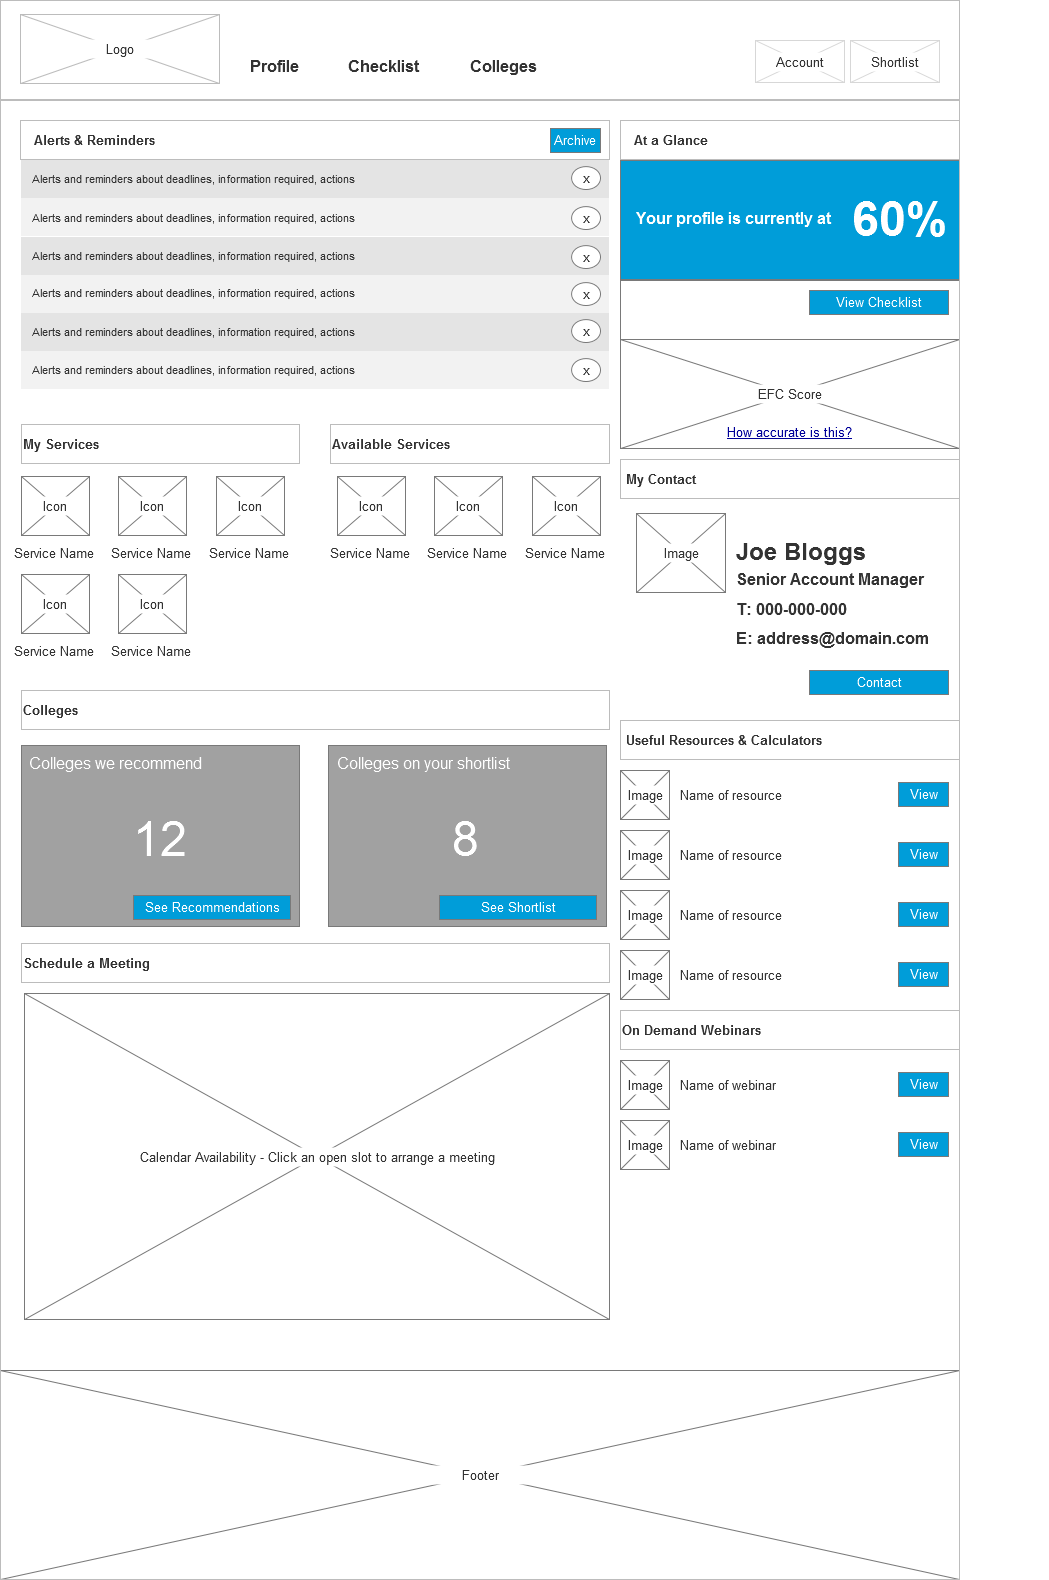 Logo
Profile
Checklist
Colleges
Account
Shortlist
Alerts & Reminders
Archive
Alerts and reminders about deadlines, information required, actions
x
Alerts and reminders about deadlines, information required, actions
x
Alerts and reminders about deadlines, information required, actions
x
Alerts and reminders about deadlines, information required, actions
x
Alerts and reminders about deadlines, information required, actions
x
Alerts and reminders about deadlines, information required, actions
x
At a Glance
Your profile is currently at
60%
View Checklist
EFC Score
How accurate is this?
My Services
Icon
Icon
Icon
Service Name
Service Name
Service Name
Icon
Icon
Service Name
Service Name
Available Services
Icon
Icon
Icon
Service Name
Service Name
Service Name
My Contact
Image
Joe Bloggs
Senior Account Manager
T: 000-000-000
E: address@domain.com
Contact
Colleges
Colleges we recommend
12
See Recommendations
Colleges on your shortlist
8
See Shortlist
Useful Resources & Calculators
Image
Name of resource
View
Image
Name of resource
View
Image
Name of resource
View
Image
Name of resource
View
Schedule a Meeting
Calendar Availability - Click an open slot to arrange a meeting
On Demand Webinars
Image
Name of webinar
View
Image
Name of webinar
View
Footer